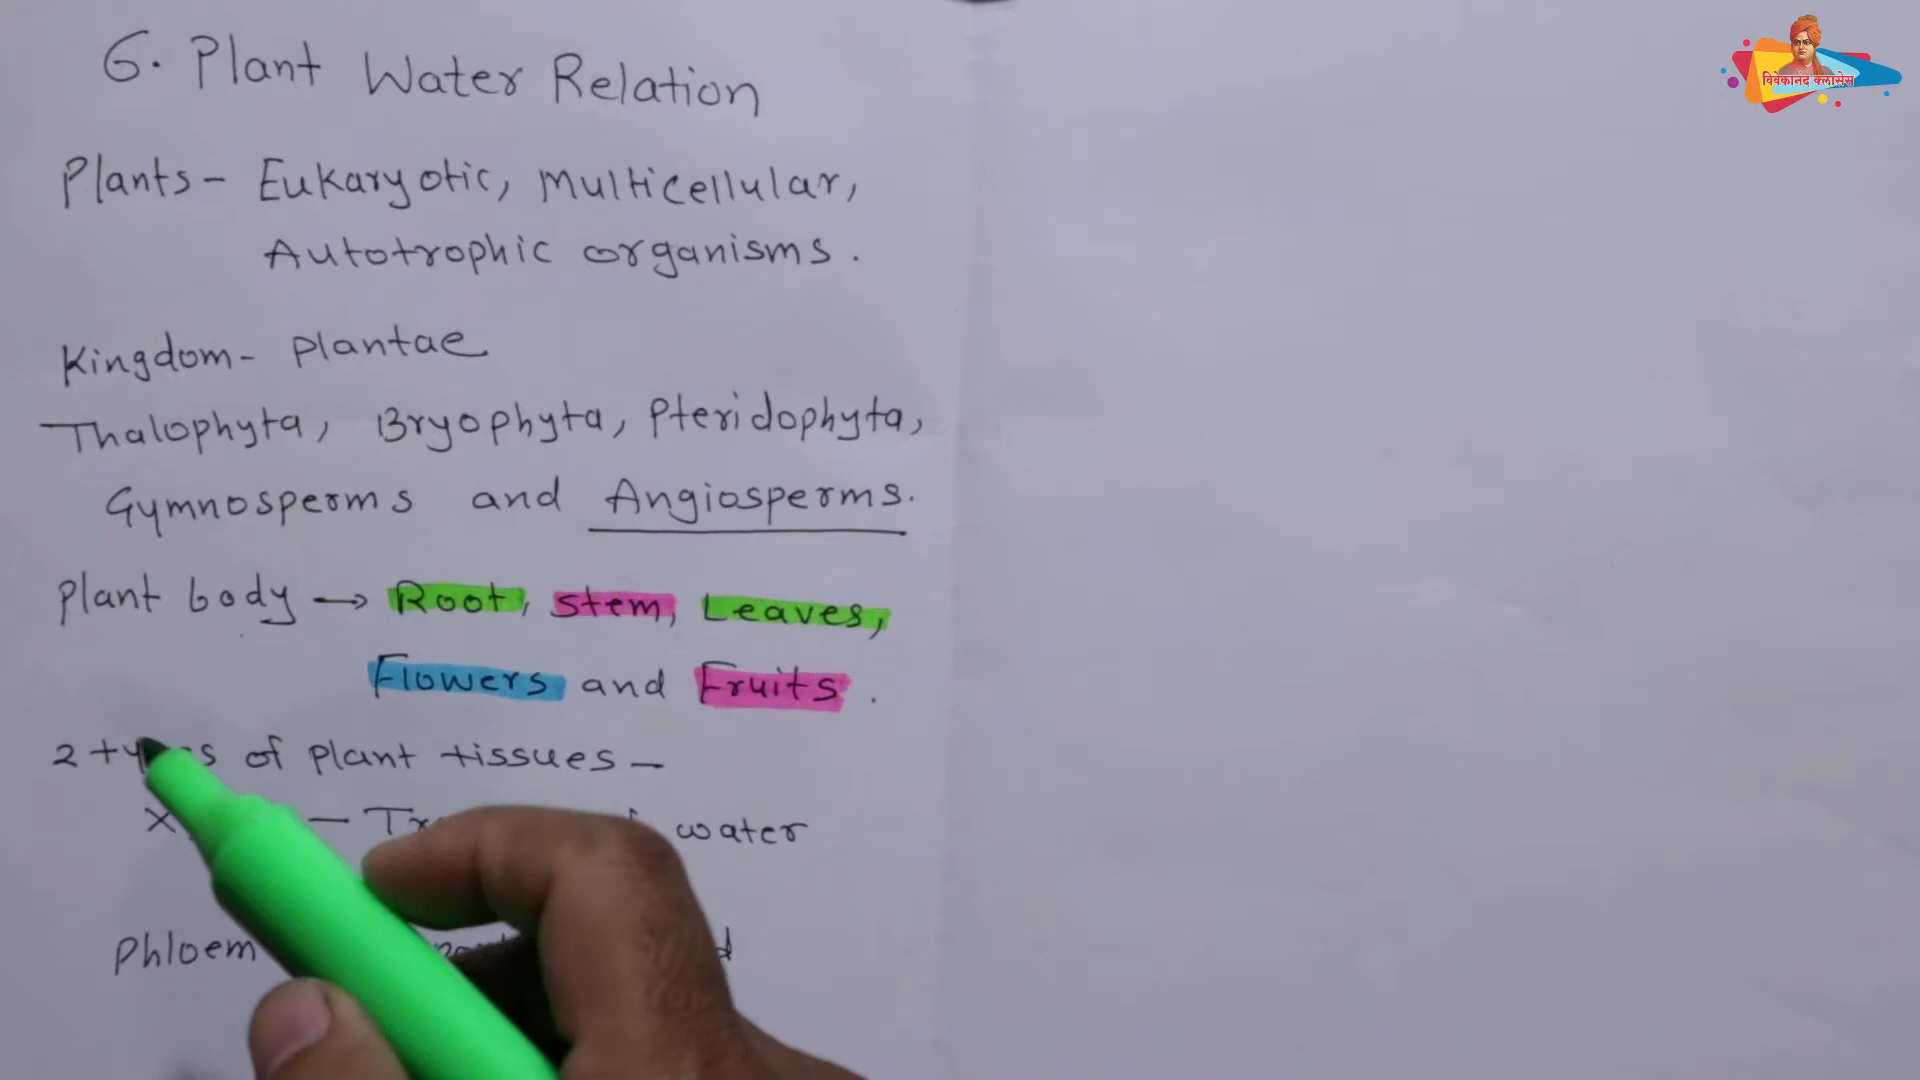 6. Plant Water Relation
विवेकानंद क्लासेस
Plants - Eukaryotic, Multicellular,
Autotrophic organisms.
Kingdom - Plantae
Thalophyta, Bryophyta, Pteridophyta,
Gymnosperms and Angiosperms.
Plant body → Root, Stem, Leaves,
Flowers and Fruits.
2 of plant tissues -
water
Phloem